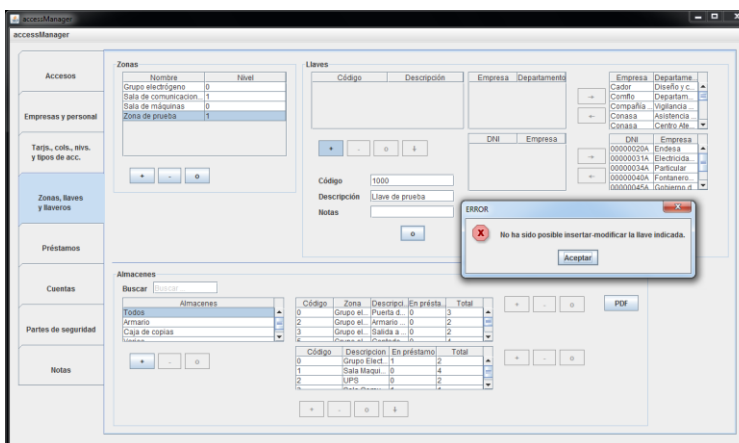 accessManager
accessManager
Accesos
Empresas y personal
Tarjs., cols., nivs.
y tipos de acc.
Zonas, llaves
y llaveros
Préstamos
Cuentas
Partes de seguridad
Notas
Zonas
Nombre Nivel
Grupo electrógeno 0
Sala de comunicacion... 1
Sala de máquinas 0
Zona de prueba 1
+ - o
Llaves
Código Descripción
+ - o
Código 1000
Descripción Llave de prueba
Notas
o
Empresa Departamento
DNI Empresa
Empresa Departame...
Cador Diseño y c...
Comflo Departam...
Compañía ... Vigilancia ...
Conasa Asistencia ...
Conasa Centro Ate...
DNI Empresa
00000020A Endesa
00000031A Electricida...
00000034A Particular
00000040A Fontanero...
00000045A Gobierno d...
ERROR
No ha sido posible insertar-modificar la llave indicada.
Aceptar
Almacenes
Buscar Buscar...
Almacenes
Todos
Armario
Caja de copias
Varios
+ - o
Código Zona Descripci... En présta... Total
0 Grupo el... Puerta d... 0 3
2 Grupo el... Armario ... 0 2
3 Grupo el... Salida a ... 0 2
+ - o
PDF
Código Descripcion En préstamo Total
0 Grupo Elect... 1 2
1 Sala Maqui... 0 4
2 UPS 0 2
+ - o
+ - o